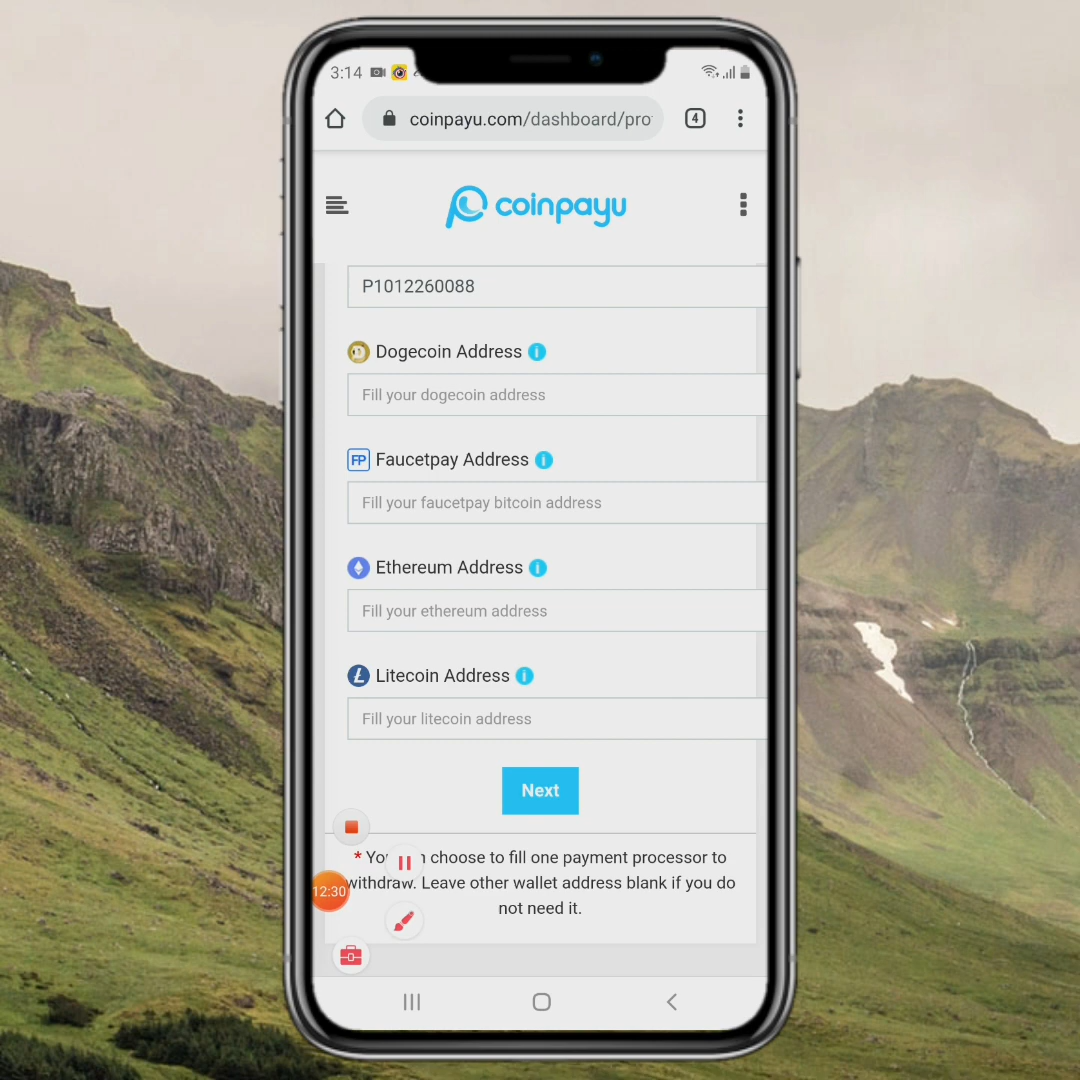 3:14
coinpayu.com/dashboard/pro
4
coinpayu
P1012260088
Dogecoin Address
Fill your dogecoin address
FP Faucetpay Address
Fill your faucetpay bitcoin address
Ethereum Address
Fill your ethereum address
Litecoin Address
Fill your litecoin address
Next
* You choose to fill one payment processor to
withdraw. Leave other wallet address blank if you do
12:30
not need it.